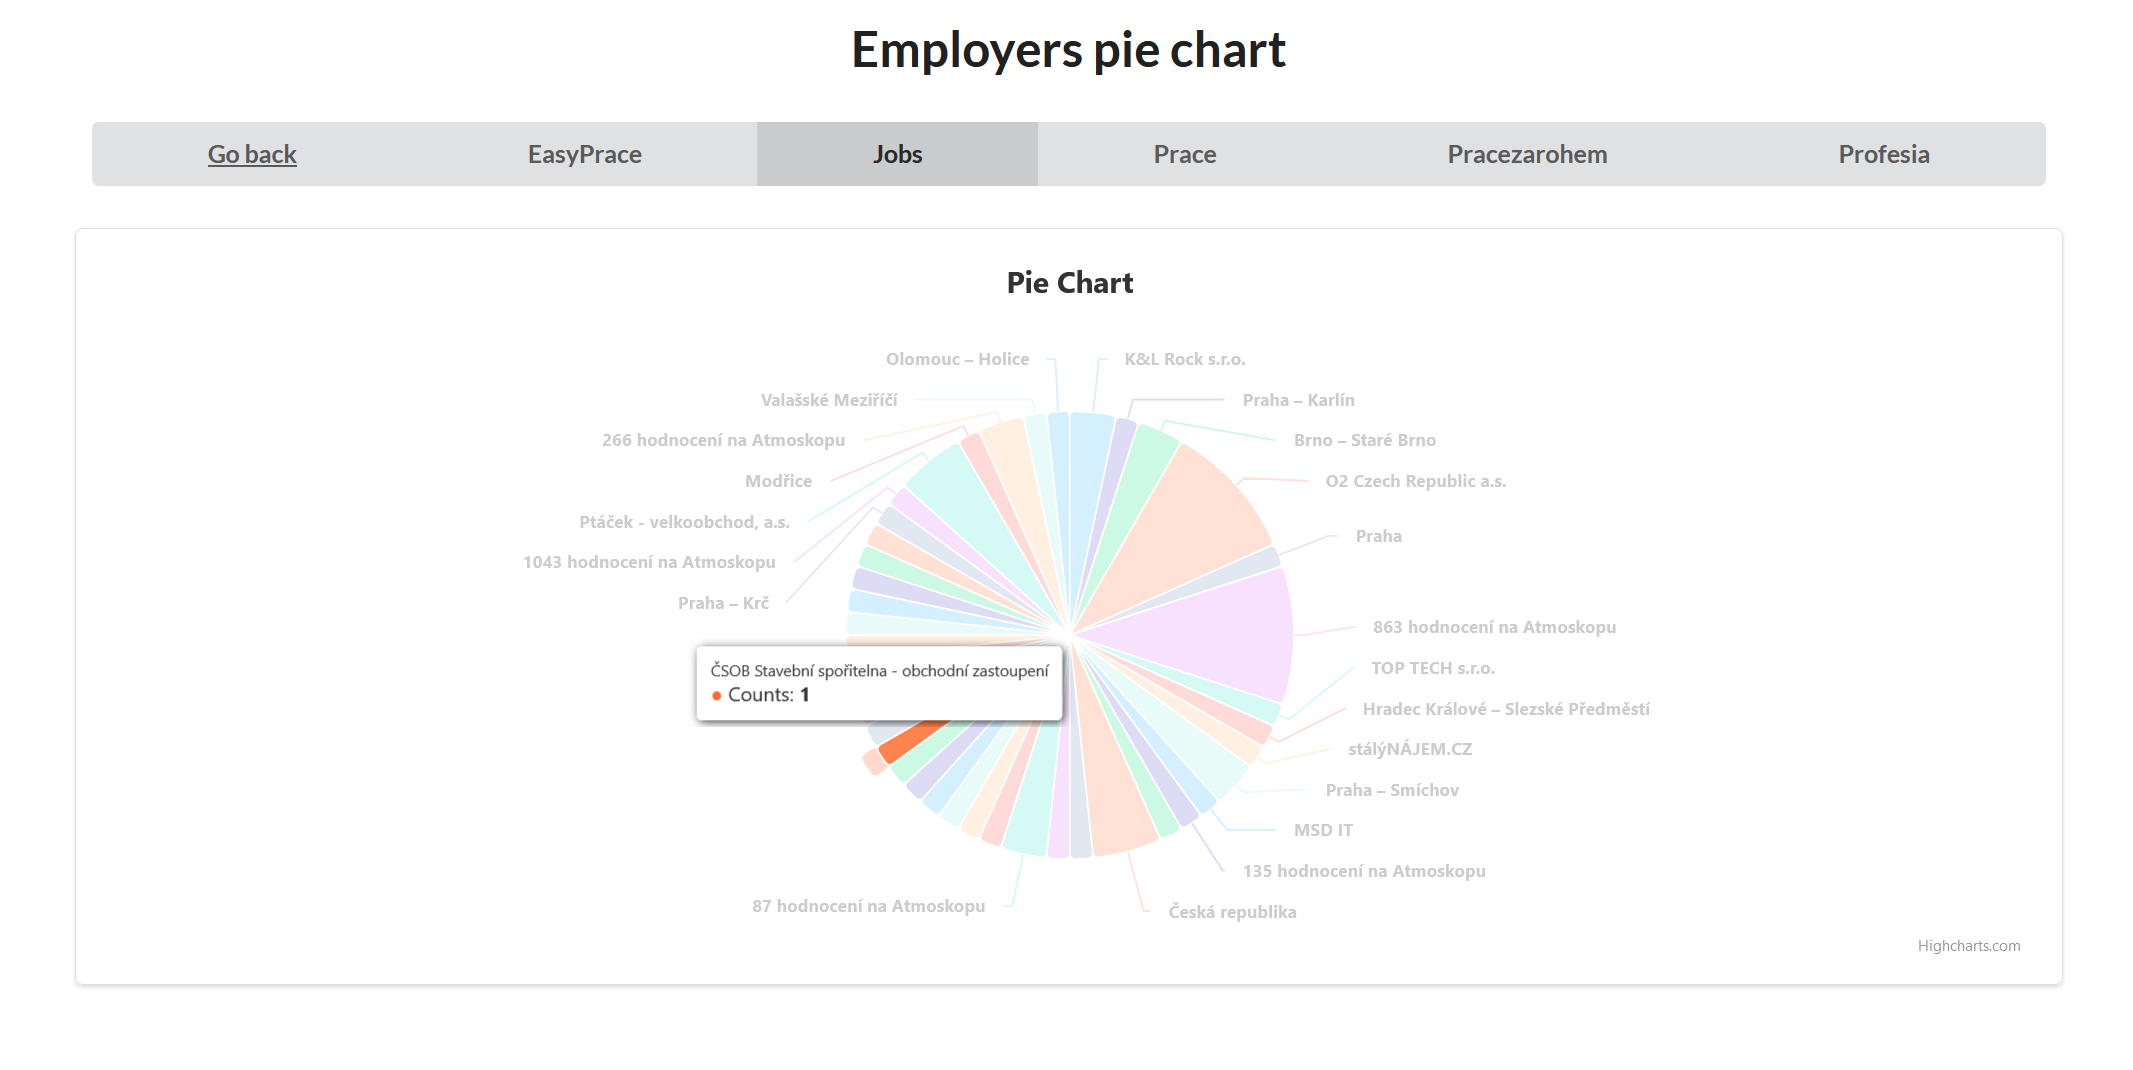 Employers pie chart
Go back EasyPrace Jobs Prace Pracezarohem Profesia
Pie Chart
Olomouc – Holice
K&L Rock s.r.o.
Valašské Meziříčí
Praha – Karlín
266 hodnocení na Atmoskopu
Brno – Staré Brno
Modřice
O2 Czech Republic a.s.
Ptáček - velkoobchod, a.s.
Praha
1043 hodnocení na Atmoskopu
Praha – Krč
863 hodnocení na Atmoskopu
ČSOB Stavební spořitelna - obchodní zastoupení
Counts: 1
TOP TECH s.r.o.
Hradec Králové – Slezské Předměstí
stálýNÁJEM.CZ
Praha – Smíchov
MSD IT
135 hodnocení na Atmoskopu
87 hodnocení na Atmoskopu
Česká republika
Highcharts.com